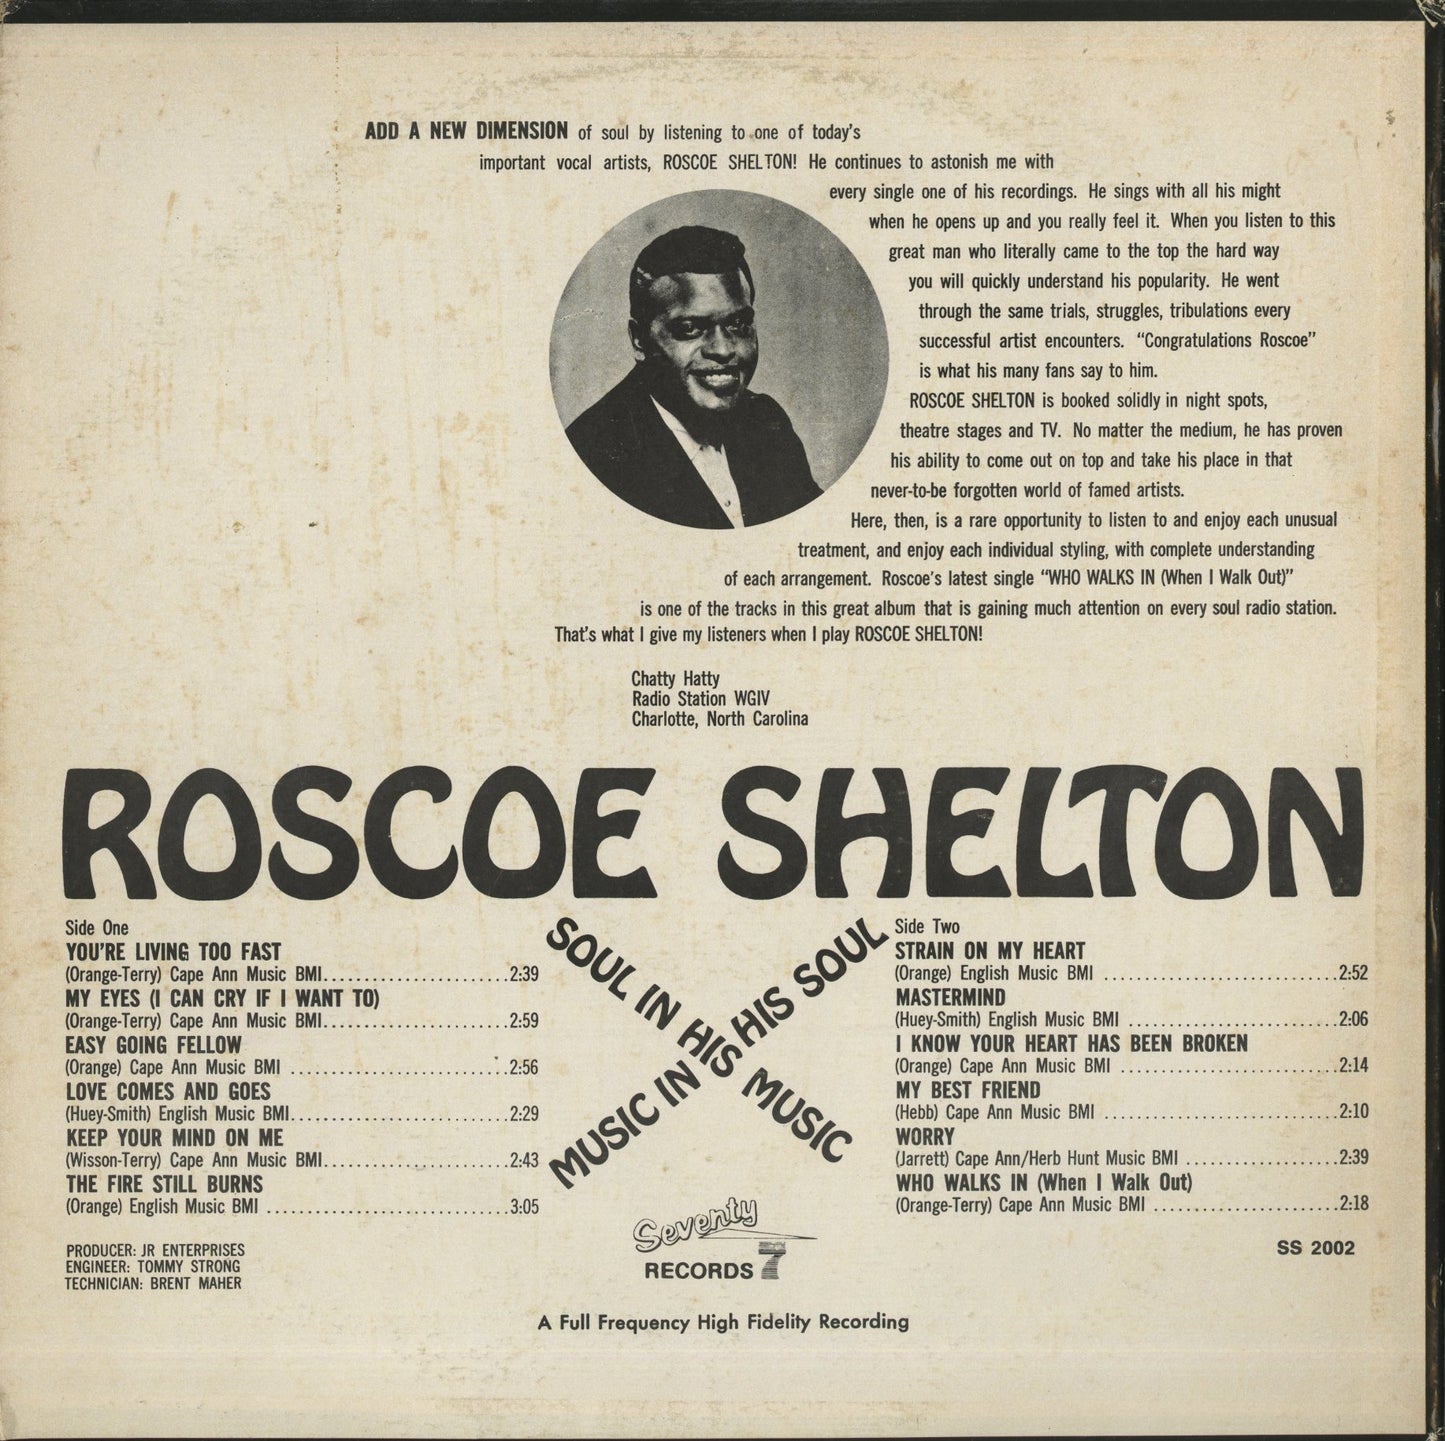 ADD A NEW DIMENSION of soul by listening to one of today's
important vocal artists, ROSCOE SHELTON! He continues to astonish me with
every single one of his recordings. He sings with all his might
when he opens up and you really feel it. When you listen to this
great man who literally came to the top the hard way
you will quickly understand his popularity. He went
through the same trials, struggles, tribulations every
successful artist encounters. "Congratulations Roscoe"
is what his many fans say to him.
ROSCOE SHELTON is booked solidly in night spots,
theatre stages and TV. No matter the medium, he has proven
his ability to come out on top and take his place in that
never-to-be forgotten world of famed artists.
Here, then, is a rare opportunity to listen to and enjoy each unusual
treatment, and enjoy each individual styling, with complete understanding
of each arrangement. Roscoe's latest single "WHO WALKS IN (When I Walk Out)"
is one of the tracks in this great album that is gaining much attention on every soul radio station.
That's what I give my listeners when I play ROSCOE SHELTON!
Chatty Hatty
Radio Station WGIV
Charlotte, North Carolina
ROSCOE SHELTON
Side One
YOU'RE LIVING TOO FAST
(Orange-Terry) Cape Ann Music BMI.......................2:39
MY EYES (I CAN CRY IF I WANT TO)
(Orange-Terry) Cape Ann Music BMI.......................2:59
EASY GOING FELLOW
(Orange) Cape Ann Music BMI ............................2:56
LOVE COMES AND GOES
(Huey-Smith) English Music BMI...........................2:29
KEEP YOUR MIND ON ME
(Wisson-Terry) Cape Ann Music BMI.......................2:43
THE FIRE STILL BURNS
(Orange) English Music BMI ..............................3:05
SOUL IN HIS MUSIC
MUSIC IN HIS SOUL
Side Two
STRAIN ON MY HEART
(Orange) English Music BMI ..............................2:52
MASTERMIND
(Huey-Smith) English Music BMI ..........................2:06
I KNOW YOUR HEART HAS BEEN BROKEN
(Orange) Cape Ann Music BMI ............................2:14
MY BEST FRIEND
(Hebb) Cape Ann Music BMI ..............................2:10
WORRY
(Jarrett) Cape Ann/Herb Hunt Music BMI ...................2:39
WHO WALKS IN (When I Walk Out)
(Orange-Terry) Cape Ann Music BMI .......................2:18
PRODUCER: JR ENTERPRISES
ENGINEER: TOMMY STRONG
TECHNICIAN: BRENT MAHER
Seventy 7
RECORDS
SS 2002
A Full Frequency High Fidelity Recording